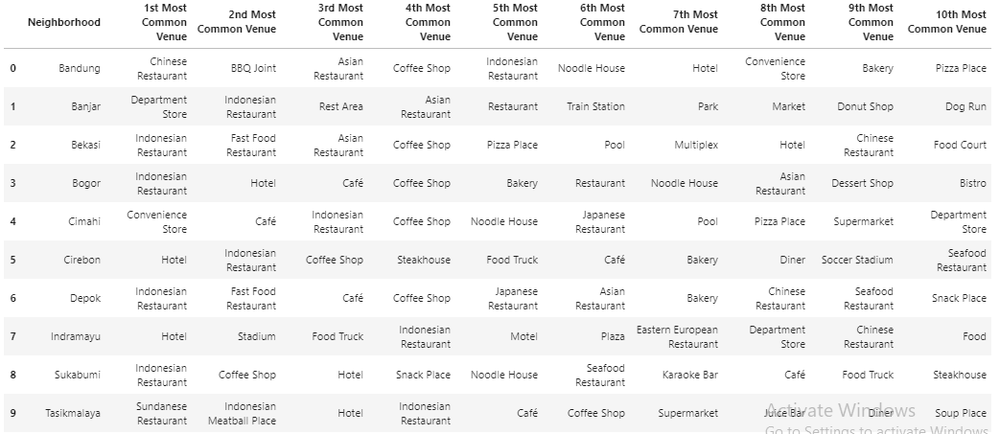 Neighborhood 1st Most Common Venue 2nd Most Common Venue 3rd Most Common Venue 4th Most Common Venue 5th Most Common Venue 6th Most Common Venue 7th Most Common Venue 8th Most Common Venue 9th Most Common Venue 10th Most Common Venue
0 Bandung Chinese Restaurant BBQ Joint Asian Restaurant Coffee Shop Indonesian Restaurant Noodle House Hotel Convenience Store Bakery Pizza Place
1 Banjar Department Store Indonesian Restaurant Rest Area Asian Restaurant Restaurant Train Station Park Market Donut Shop Dog Run
2 Bekasi Indonesian Restaurant Fast Food Restaurant Asian Restaurant Coffee Shop Pizza Place Pool Multiplex Hotel Chinese Restaurant Food Court
3 Bogor Indonesian Restaurant Hotel Café Coffee Shop Bakery Restaurant Noodle House Asian Restaurant Dessert Shop Bistro
4 Cimahi Convenience Store Café Indonesian Restaurant Coffee Shop Noodle House Japanese Restaurant Pool Pizza Place Supermarket Department Store
5 Cirebon Hotel Indonesian Restaurant Coffee Shop Steakhouse Food Truck Café Bakery Diner Soccer Stadium Seafood Restaurant
6 Depok Indonesian Restaurant Fast Food Restaurant Café Coffee Shop Japanese Restaurant Asian Restaurant Bakery Chinese Restaurant Seafood Restaurant Snack Place
7 Indramayu Hotel Stadium Food Truck Indonesian Restaurant Motel Plaza Eastern European Restaurant Department Store Chinese Restaurant Food
8 Sukabumi Indonesian Restaurant Coffee Shop Hotel Snack Place Noodle House Seafood Restaurant Karaoke Bar Café Food Truck Steakhouse
9 Tasikmalaya Sundanese Restaurant Indonesian Meatball Place Hotel Indonesian Restaurant Café Coffee Shop Supermarket Juice Bar Diner Soup Place
Activate Windows
Go to Settings to activate Windows